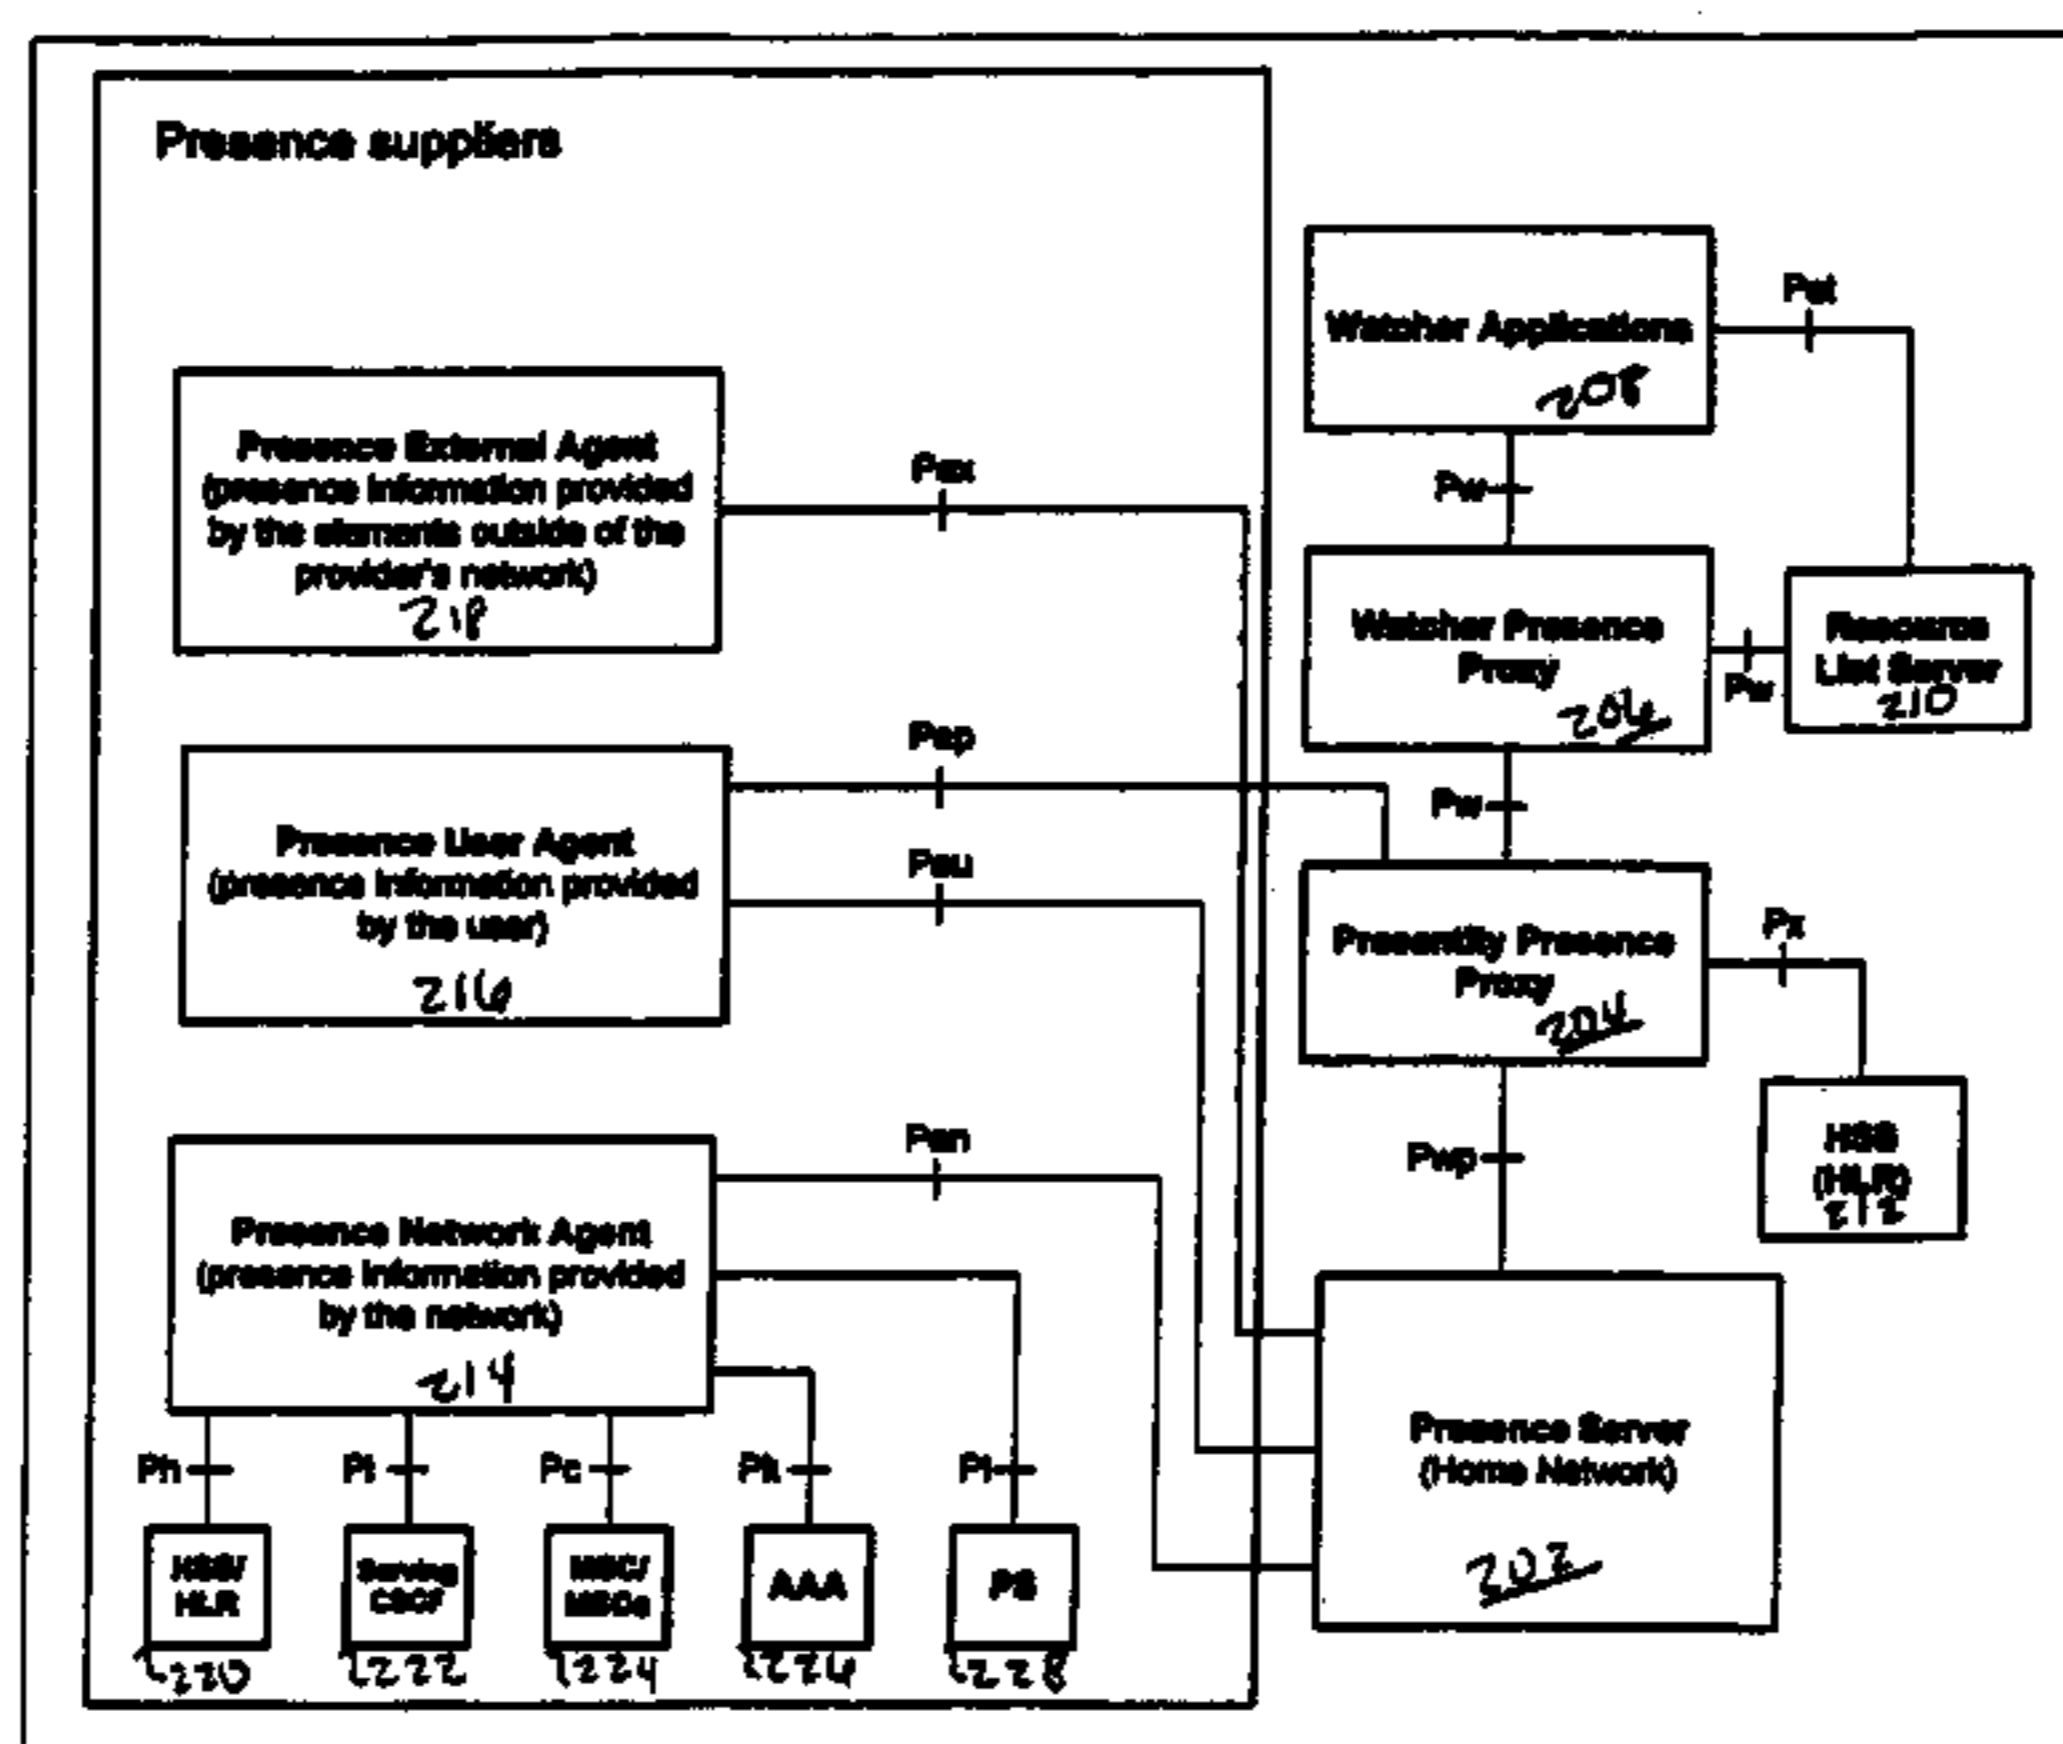 Presence suppliers
Watcher Applications
208
Pw
Presence External Agent
(presence information provided
by the elements outside of the
provider's network)
218
Pex
Watcher Presence
Proxy
206
Pw
Resource
List Server
210
Pep
Pw
Presence User Agent
(presence information provided
by the user)
216
Peu
Presentity Presence
Proxy
204
Px
HSS
(HLR)
212
Pen
Pwp
Presence Network Agent
(presence information provided
by the network)
214
Ph
Pi
Pc
Pk
Pl
Presence Server
(Home Network)
202
HSS/
HLR
Serving
CSCF
AAA
PS
220
222
224
226
228